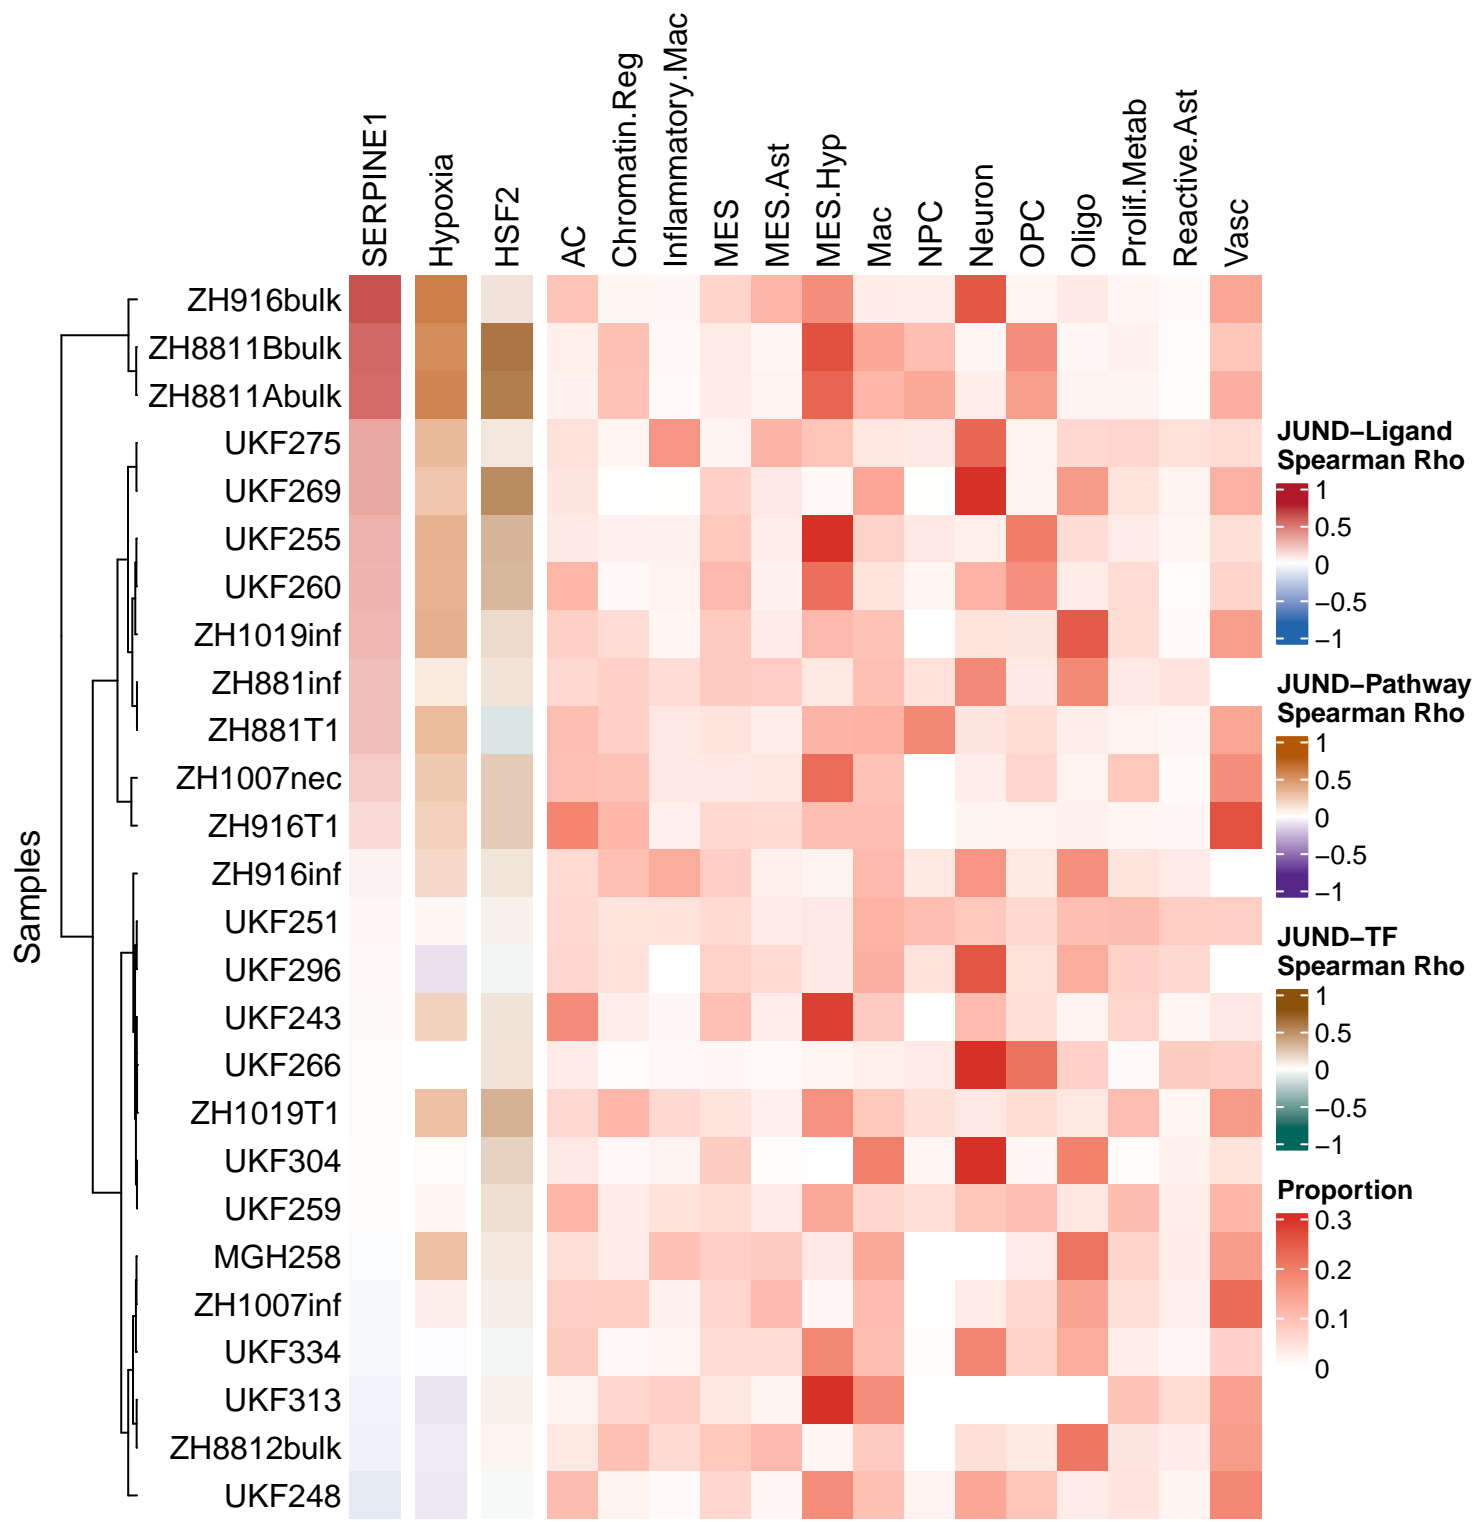 SERPINE1
Hypoxia
HSF2
AC
Chromatin.Reg
Inflammatory.Mac
MES
MES.Ast
MES.Hyp
Mac
NPC
Neuron
OPC
Oligo
Prolif.Metab
Reactive.Ast
Vasc
Samples
ZH916bulk
ZH8811Bbulk
ZH8811Abulk
UKF275
UKF269
UKF255
UKF260
ZH1019inf
ZH881inf
ZH881T1
ZH1007nec
ZH916T1
ZH916inf
UKF251
UKF296
UKF243
UKF266
ZH1019T1
UKF304
UKF259
MGH258
ZH1007inf
UKF334
UKF313
ZH8812bulk
UKF248
JUND−Ligand
Spearman Rho
1
0.5
0
−0.5
−1
JUND−Pathway
Spearman Rho
1
0.5
0
−0.5
−1
JUND−TF
Spearman Rho
1
0.5
0
−0.5
−1
Proportion
0.3
0.2
0.1
0